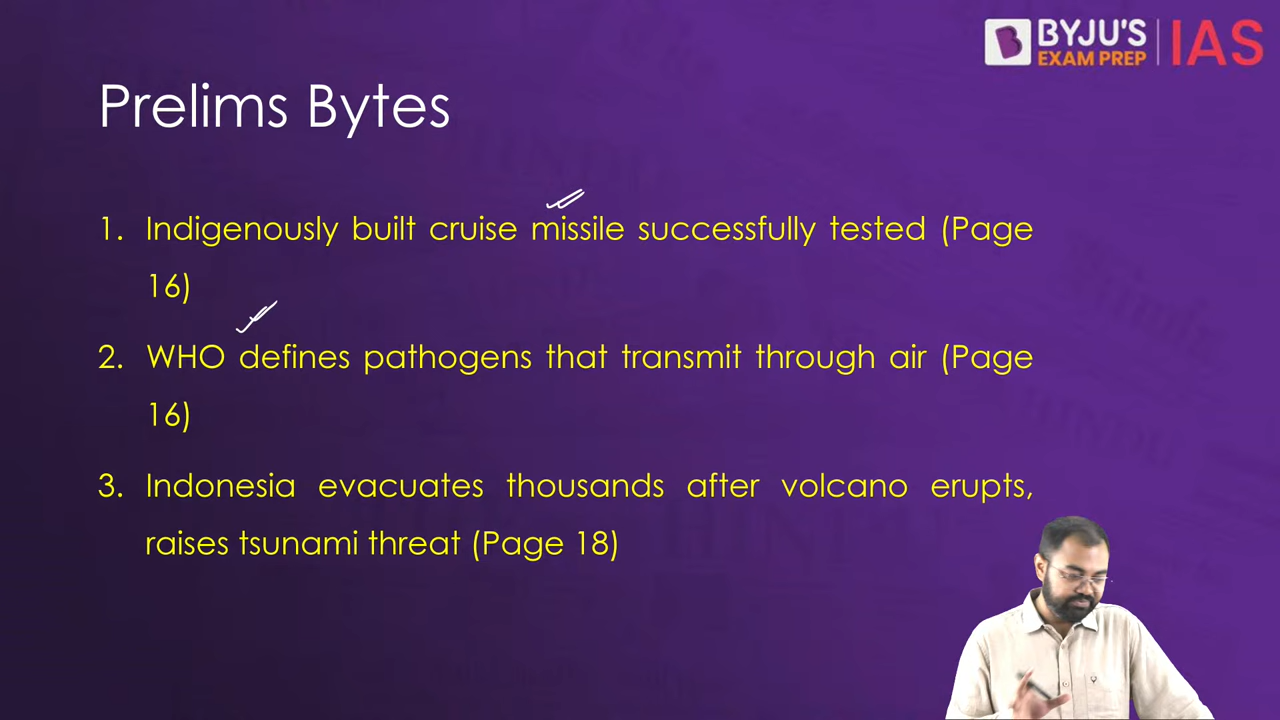 BYJU'S
EXAM PREP
IAS
Prelims Bytes
1. Indigenously built cruise missile successfully tested (Page
16)
2. WHO defines pathogens that transmit through air (Page
16)
3. Indonesia evacuates thousands after volcano erupts,
raises tsunami threat (Page 18)